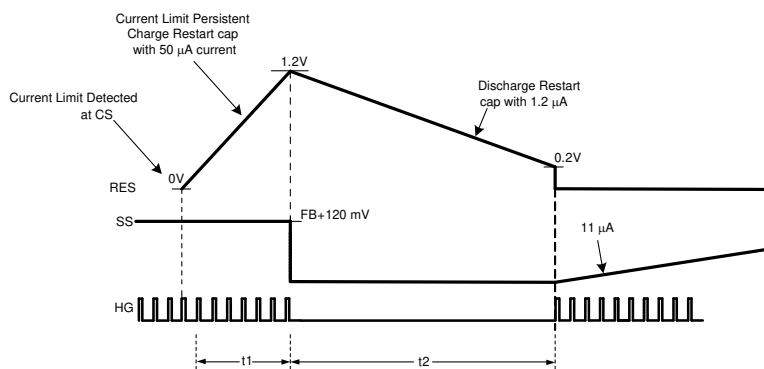 Current Limit Persistent
Charge Restart cap
with 50 μA current
1.2V
Current Limit Detected
at CS
Discharge Restart
cap with 1.2 μA
0V
0.2V
RES
SS
FB+120 mV
11 μA
HG
t1
t2